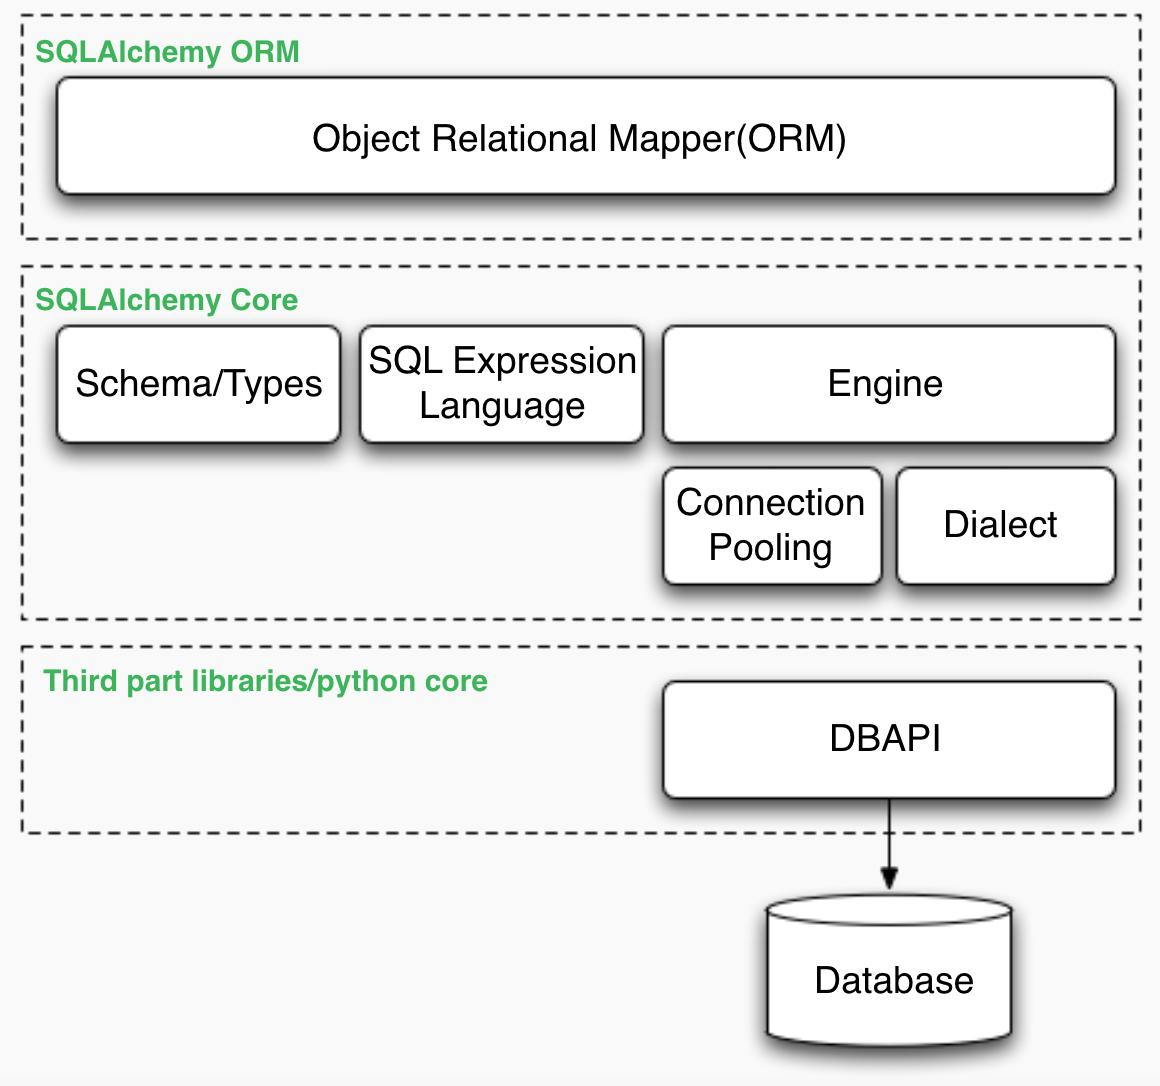 SQLAlchemy ORM
Object Relational Mapper(ORM)
SQLAlchemy Core
Schema/Types
SQL Expression
Language
Engine
Connection
Pooling
Dialect
Third part libraries/python core
DBAPI
Database